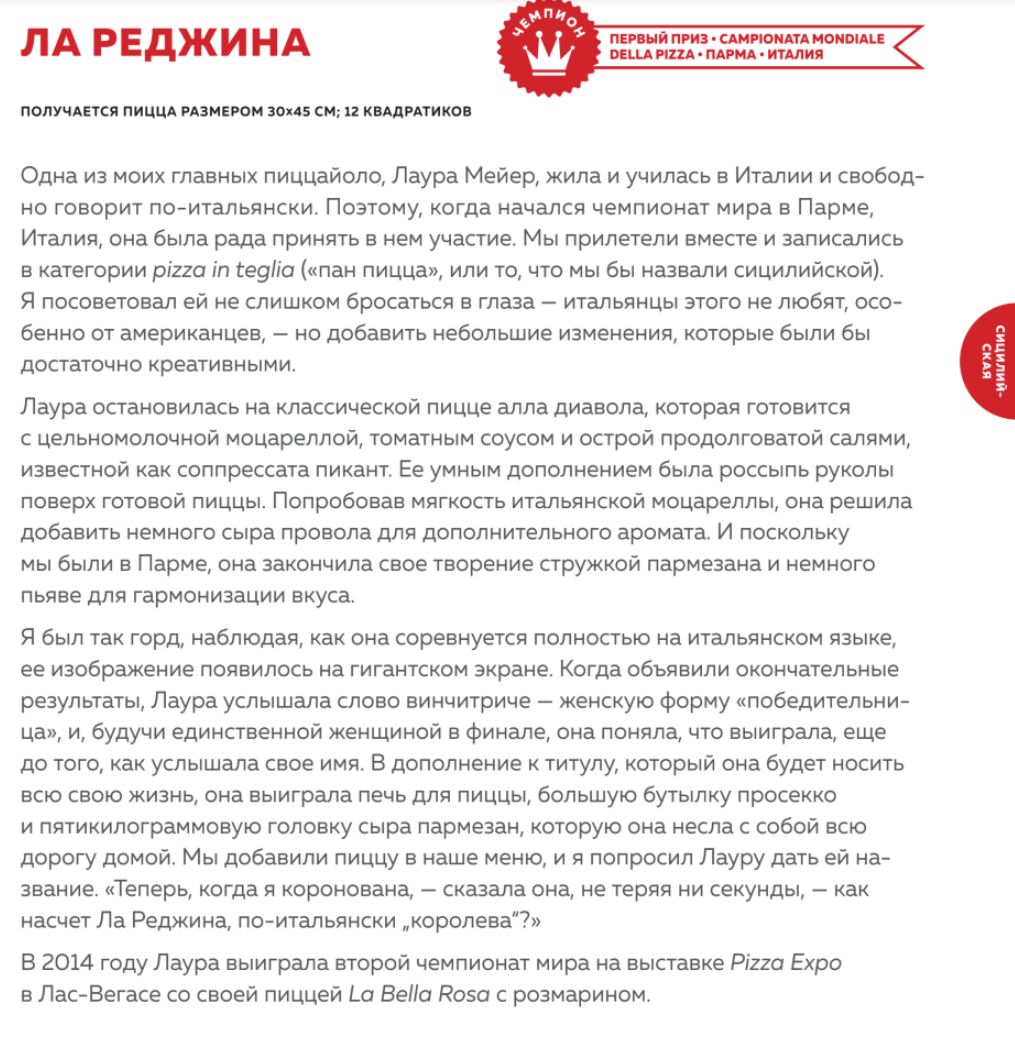 ЛА РЕДЖИНА
ЧЕМПИОН
ПЕРВЫЙ ПРИЗ • CAMPIONATA MONDIALE
DELLA PIZZA • ПАРМА • ИТАЛИЯ
ПОЛУЧАЕТСЯ ПИЦЦА РАЗМЕРОМ 30×45 СМ; 12 КВАДРАТИКОВ
Одна из моих главных пиццайоло, Лаура Мейер, жила и училась в Италии и свобод-
но говорит по-итальянски. Поэтому, когда начался чемпионат мира в Парме,
Италия, она была рада принять в нем участие. Мы прилетели вместе и записались
в категории pizza in teglia («пан пицца», или то, что мы бы назвали сицилийской).
Я посоветовал ей не слишком бросаться в глаза — итальянцы этого не любят, осо-
бенно от американцев, — но добавить небольшие изменения, которые были бы
достаточно креативными.
Лаура остановилась на классической пицце алла диавола, которая готовится
с цельномолочной моцареллой, томатным соусом и острой продолговатой салями,
известной как соппрессата пикант. Ее умным дополнением была россыпь руколы
поверх готовой пиццы. Попробовав мягкость итальянской моцареллы, она решила
добавить немного сыра провола для дополнительного аромата. И поскольку
мы были в Парме, она закончила свое творение стружкой пармезана и немного
пьяве для гармонизации вкуса.
Я был так горд, наблюдая, как она соревнуется полностью на итальянском языке,
ее изображение появилось на гигантском экране. Когда объявили окончательные
результаты, Лаура услышала слово винчитриче — женскую форму «победительни-
ца», и, будучи единственной женщиной в финале, она поняла, что выиграла, еще
до того, как услышала свое имя. В дополнение к титулу, который она будет носить
всю свою жизнь, она выиграла печь для пиццы, большую бутылку просекко
и пятикилограммовую головку сыра пармезан, которую она несла с собой всю
дорогу домой. Мы добавили пиццу в наше меню, и я попросил Лауру дать ей на-
звание. «Теперь, когда я коронована, — сказала она, не теряя ни секунды, — как
насчет Ла Реджина, по-итальянски „королева“?»
В 2014 году Лаура выиграла второй чемпионат мира на выставке Pizza Expo
в Лас-Вегасе со своей пиццей La Bella Rosa с розмарином.
СИЦИЛИЙ-
СКАЯ